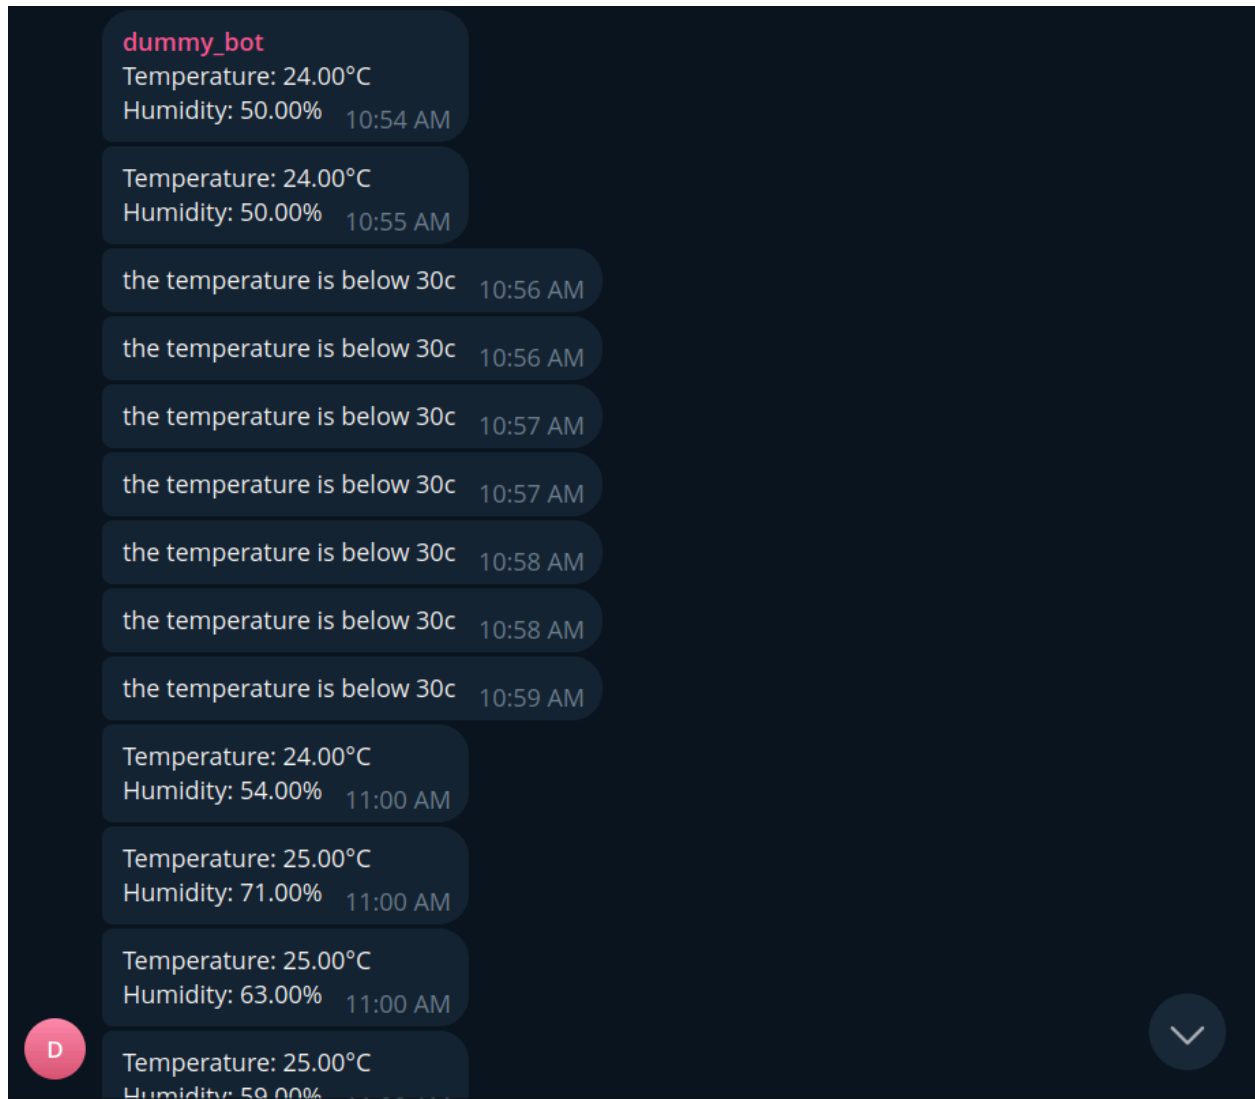 dummy_bot
Temperature: 24.00°C
Humidity: 50.00% 10:54 AM
Temperature: 24.00°C
Humidity: 50.00% 10:55 AM
the temperature is below 30c 10:56 AM
the temperature is below 30c 10:56 AM
the temperature is below 30c 10:57 AM
the temperature is below 30c 10:57 AM
the temperature is below 30c 10:58 AM
the temperature is below 30c 10:58 AM
the temperature is below 30c 10:59 AM
Temperature: 24.00°C
Humidity: 54.00% 11:00 AM
Temperature: 25.00°C
Humidity: 71.00% 11:00 AM
Temperature: 25.00°C
Humidity: 63.00% 11:00 AM
D
Temperature: 25.00°C
Humidity: 59.00%